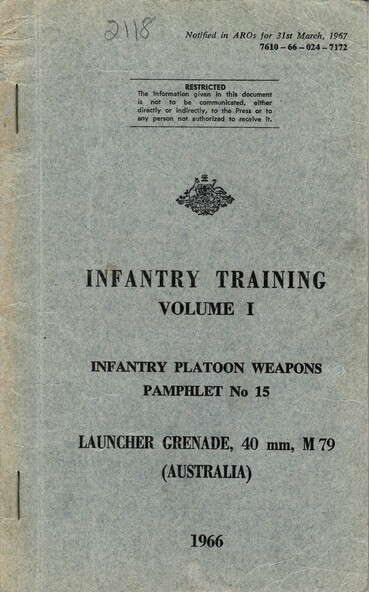 2118
Notified in AROs for 31st March, 1967
7610-66-024-7172
RESTRICTED
The information given in this document
is not to be communicated, either
directly or indirectly, to the Press or to
any person not authorized to receive it.
INFANTRY TRAINING
VOLUME I
INFANTRY PLATOON WEAPONS
PAMPHLET No 15
LAUNCHER GRENADE, 40 mm, M 79
(AUSTRALIA)
1966